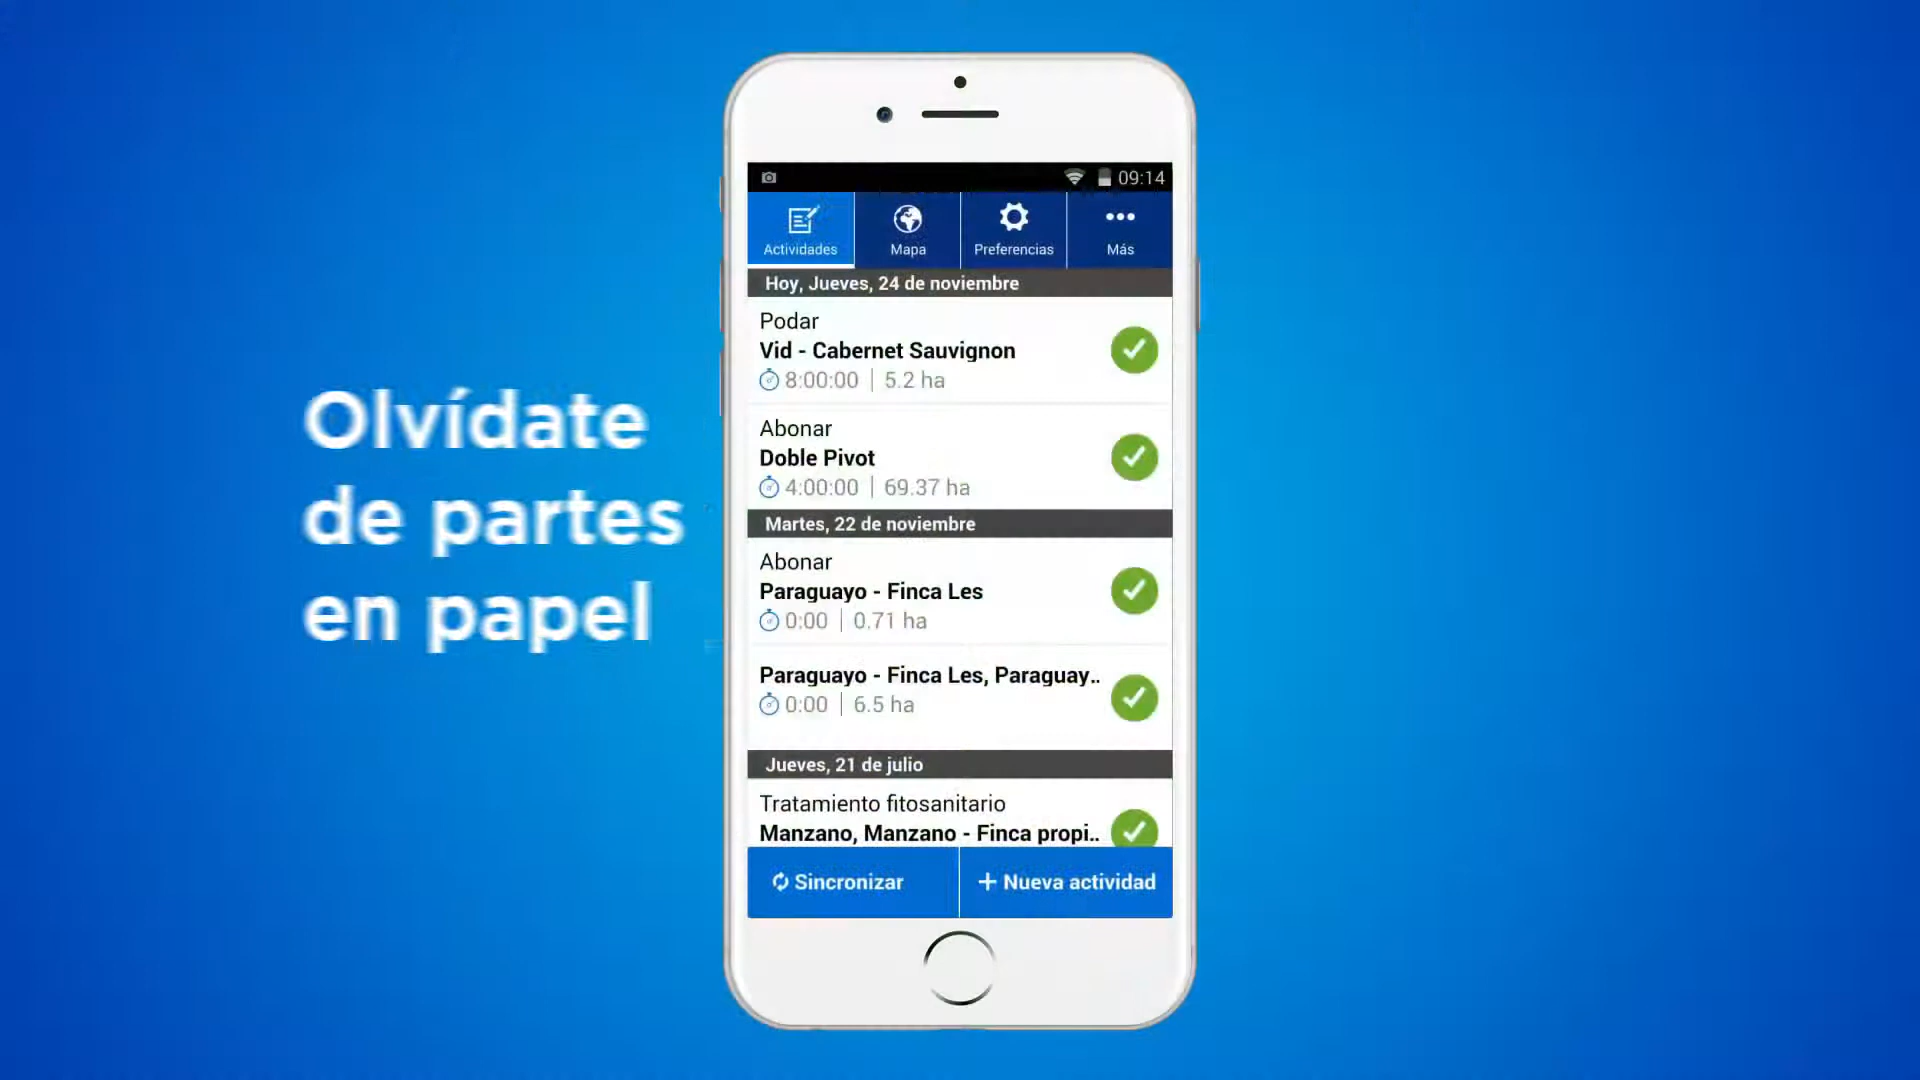 Olvídate
de partes
en papel
09:14
Actividades
Mapa
Preferencias
Más
Hoy, Jueves, 24 de noviembre
Podar
Vid - Cabernet Sauvignon
8:00:00 | 5.2 ha
Abonar
Doble Pivot
4:00:00 | 69.37 ha
Martes, 22 de noviembre
Abonar
Paraguayo - Finca Les
0:00 | 0.71 ha
Paraguayo - Finca Les, Paraguay..
0:00 | 6.5 ha
Jueves, 21 de julio
Tratamiento fitosanitario
Manzano, Manzano - Finca propi..
Sincronizar
+ Nueva actividad